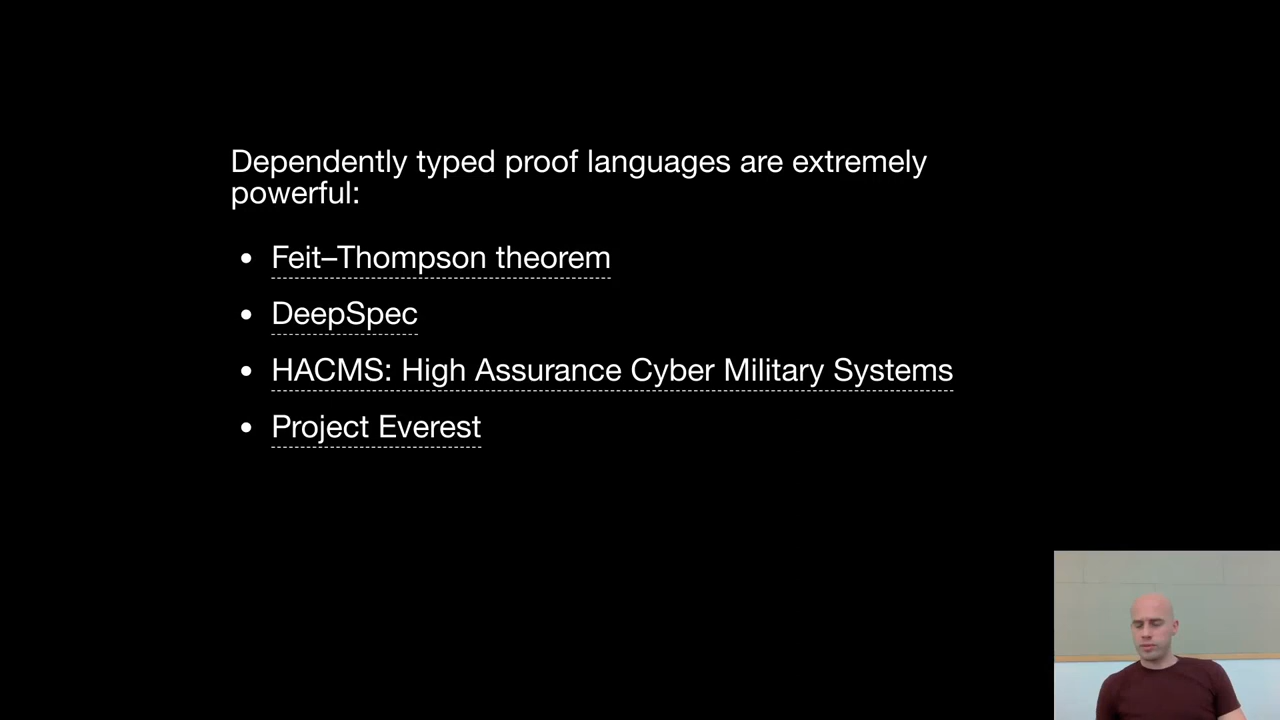 Dependently typed proof languages are extremely
powerful:
• Feit–Thompson theorem
• DeepSpec
• HACMS: High Assurance Cyber Military Systems
• Project Everest